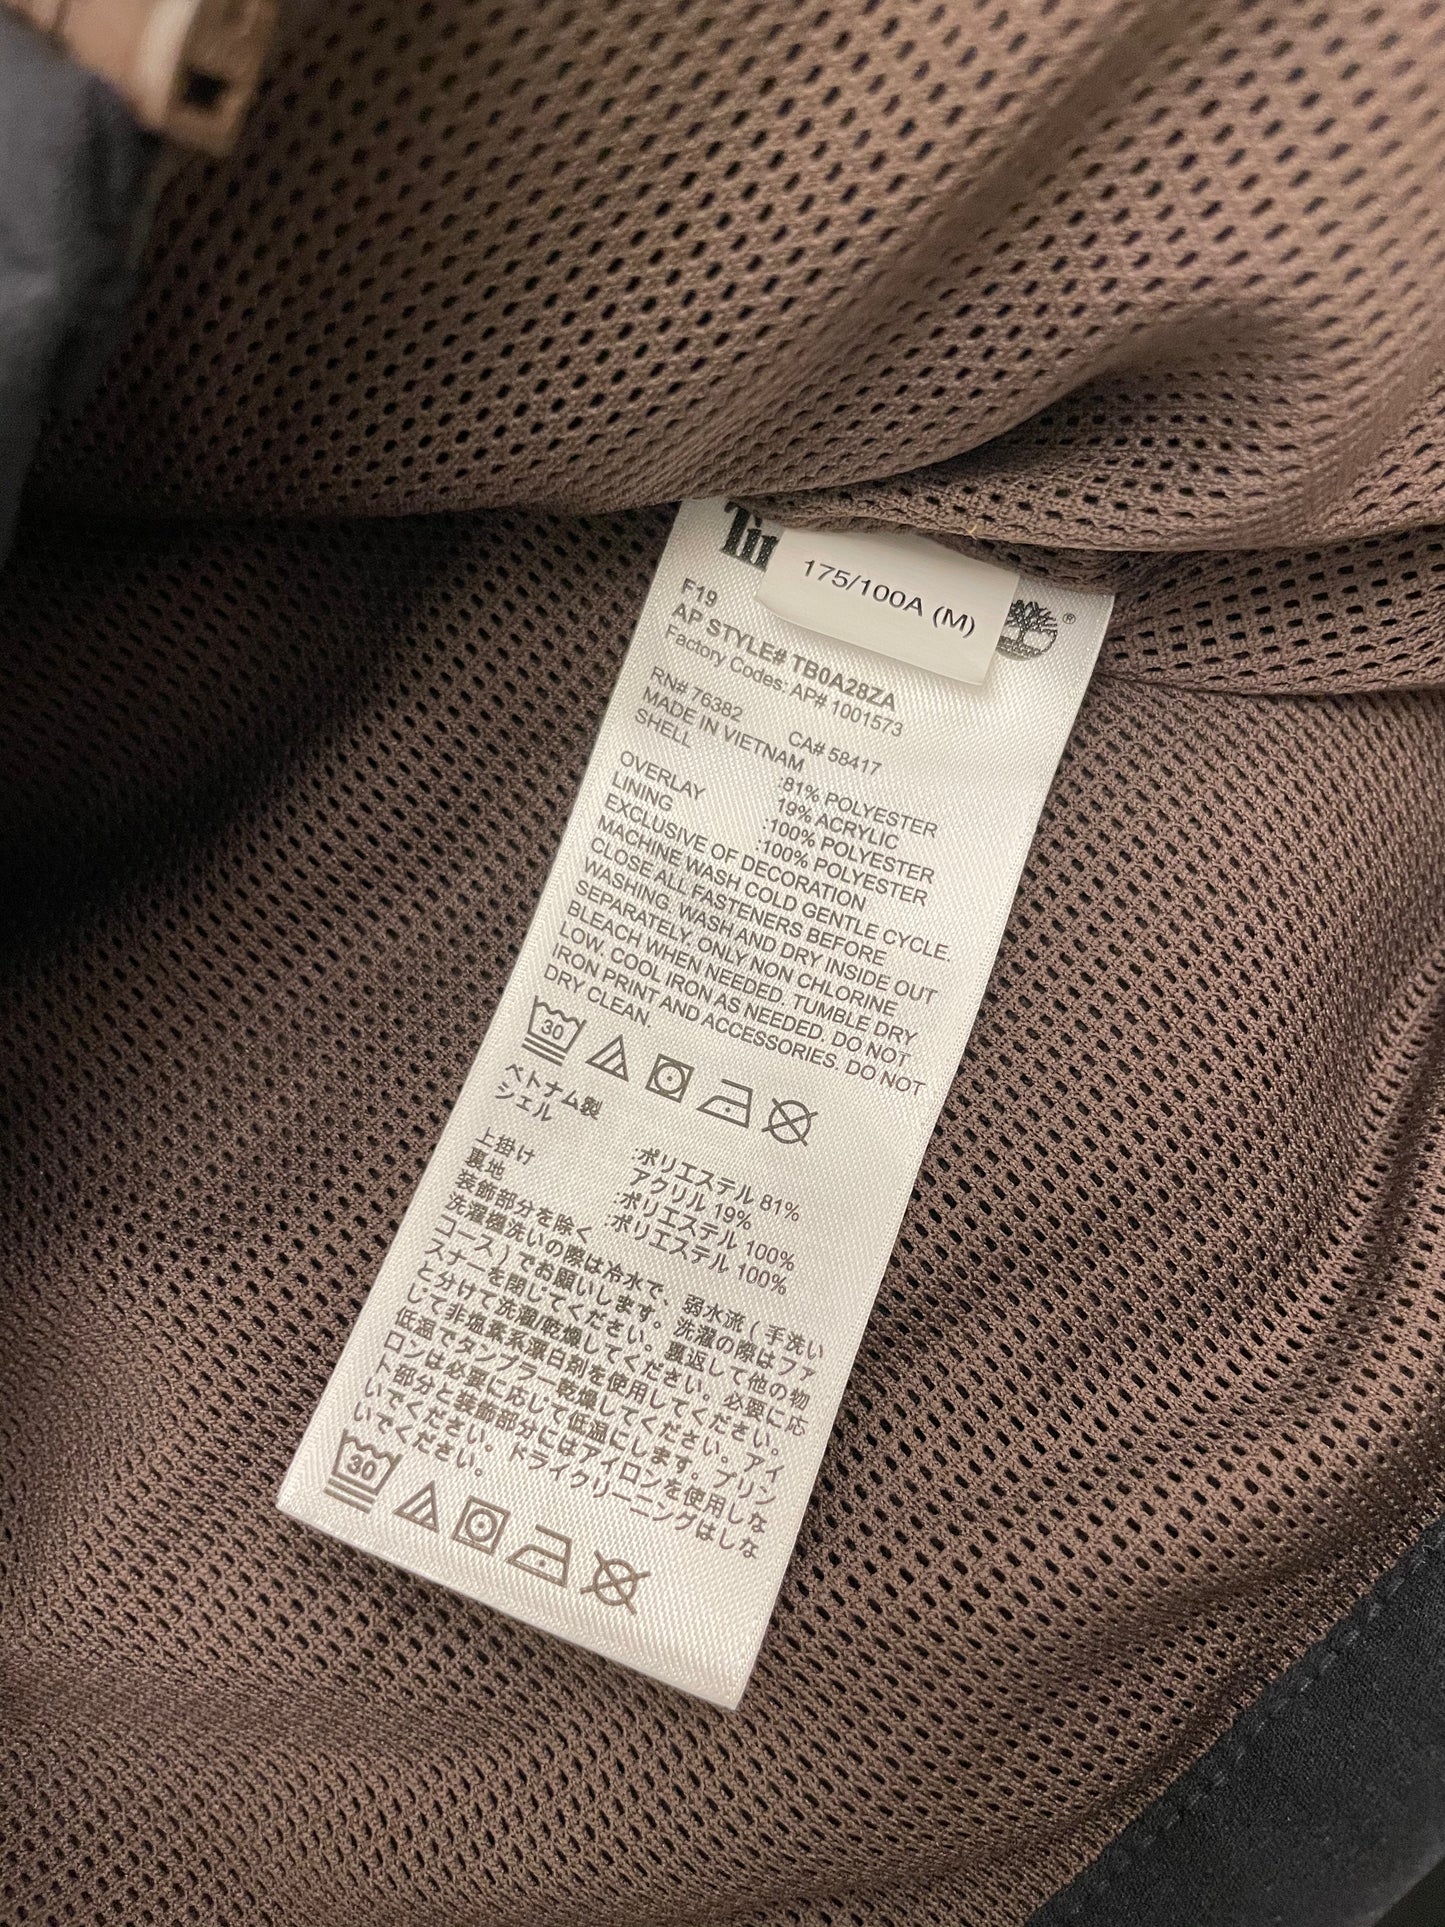 175/100A (M)
F19
AP STYLE# TB0A28ZA
Factory Codes: AP# 1001573
RN# 76382 CA# 58417
MADE IN VIETNAM
SHELL :81% POLYESTER
19% ACRYLIC
OVERLAY :100% POLYESTER
LINING :100% POLYESTER
EXCLUSIVE OF DECORATION
MACHINE WASH COLD GENTLE CYCLE.
CLOSE ALL FASTENERS BEFORE
WASHING. WASH AND DRY INSIDE OUT
SEPARATELY. ONLY NON CHLORINE
BLEACH WHEN NEEDED. TUMBLE DRY
LOW. COOL IRON AS NEEDED. DO NOT
IRON PRINT AND ACCESSORIES. DO NOT
DRY CLEAN.
30
ベトナム製
シェル :ポリエステル 81%
アクリル 19%
上掛け :ポリエステル 100%
裏地 :ポリエステル 100%
装飾部分を除く
洗濯機洗いの際は冷水で、弱水流 ( 手洗い
コース ) でお願いします。洗濯の際はファ
スナーを閉じてください。裏返して他の物
と分けて洗濯/乾燥してください。必要に応
じて非塩素系漂白剤を使用してください。
低温でタンブラー乾燥してください。アイ
ロンは必要に応じて低温にします。プリン
ト部分と装飾部分にはアイロンを使用しな
いでください。ドライクリーニングはしな
いでください。
30